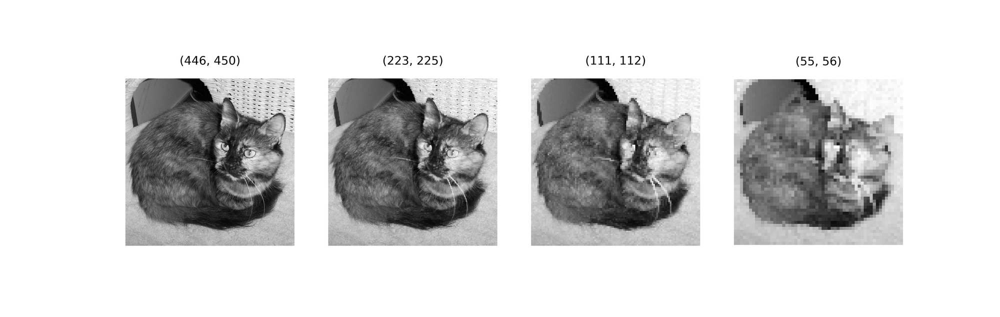 (446, 450)
(223, 225)
(111, 112)
(55, 56)